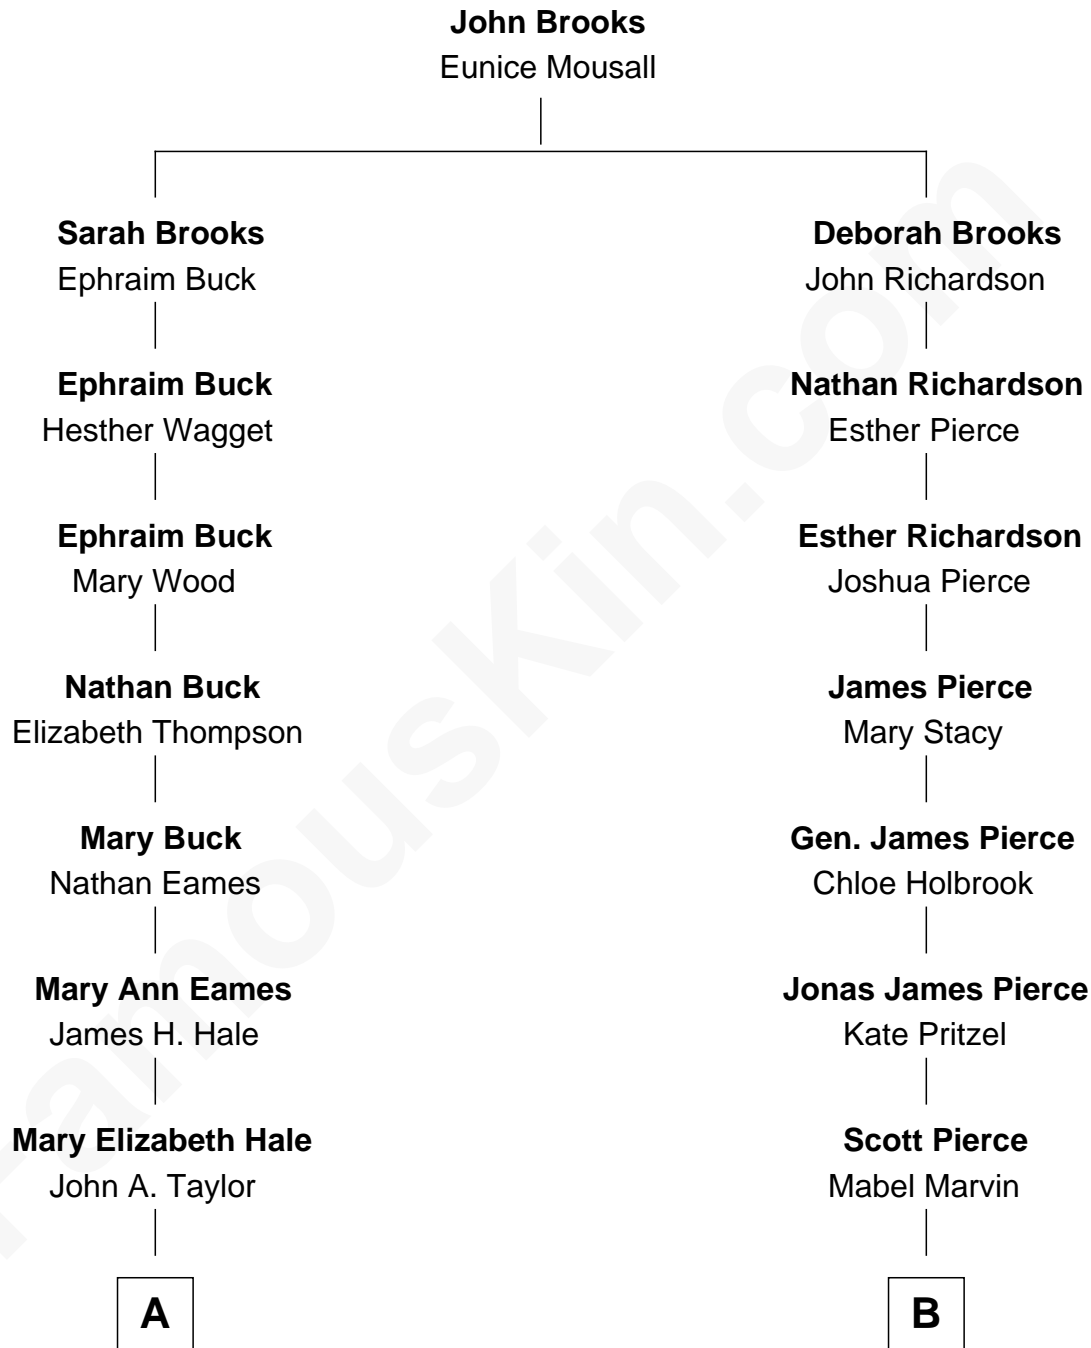 John Brooks
Eunice Mousall
Sarah Brooks
Ephraim Buck
Deborah Brooks
John Richardson
Ephraim Buck
Hesther Wagget
Nathan Richardson
Esther Pierce
Ephraim Buck
Mary Wood
Esther Richardson
Joshua Pierce
Nathan Buck
Elizabeth Thompson
James Pierce
Mary Stacy
Mary Buck
Nathan Eames
Gen. James Pierce
Chloe Holbrook
Mary Ann Eames
James H. Hale
Jonas James Pierce
Kate Pritzel
Mary Elizabeth Hale
John A. Taylor
Scott Pierce
Mabel Marvin
A
B
FamousKin.com